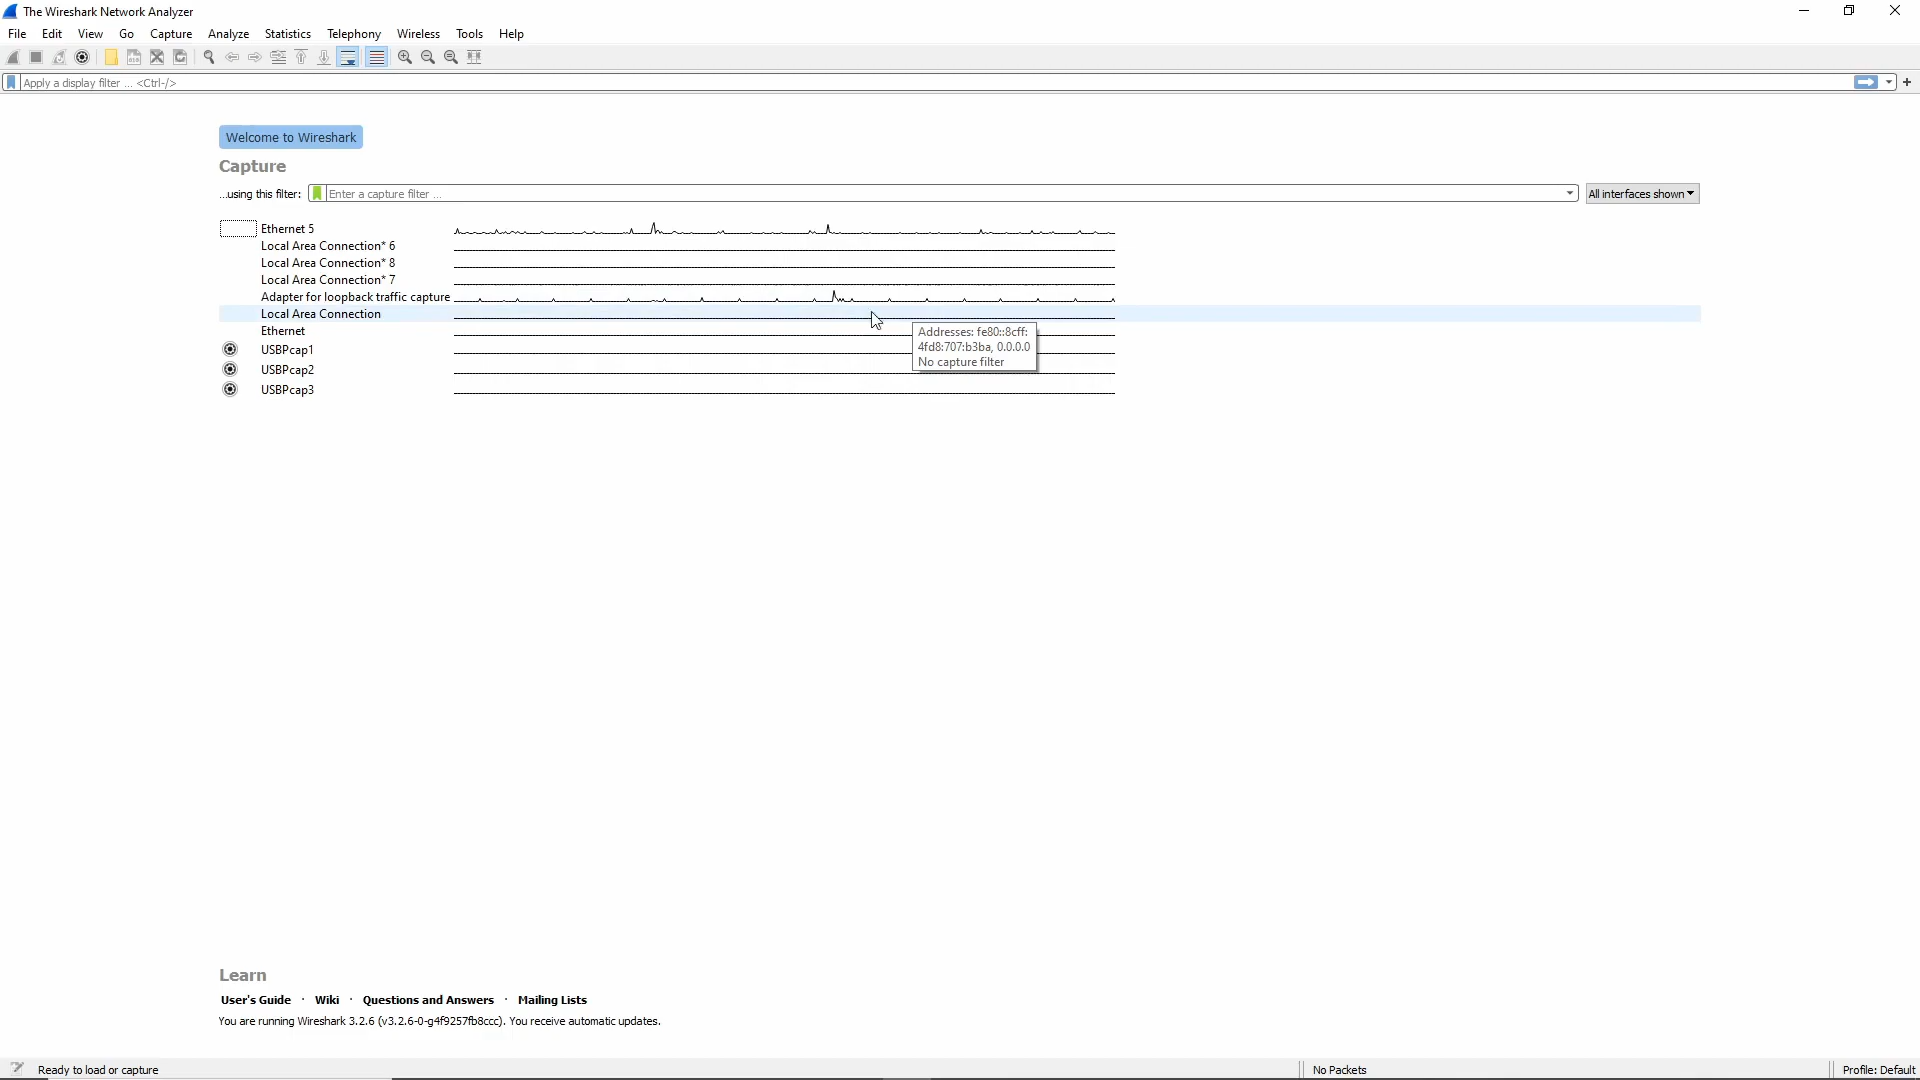 The Wireshark Network Analyzer
File Edit View Go Capture Analyze Statistics Telephony Wireless Tools Help
Apply a display filter ... <Ctrl-/>
Welcome to Wireshark
Capture
...using this filter: Enter a capture filter ... All interfaces shown
Ethernet 5
Local Area Connection* 6
Local Area Connection* 8
Local Area Connection* 7
Adapter for loopback traffic capture
Local Area Connection
Ethernet
Addresses: fe80::8cff:
4fd8:707:b3ba, 0.0.0.0
No capture filter
USBPcap1
USBPcap2
USBPcap3
Learn
User's Guide · Wiki · Questions and Answers · Mailing Lists
You are running Wireshark 3.2.6 (v3.2.6-0-g4f9257fb8ccc). You receive automatic updates.
Ready to load or capture No Packets Profile: Default